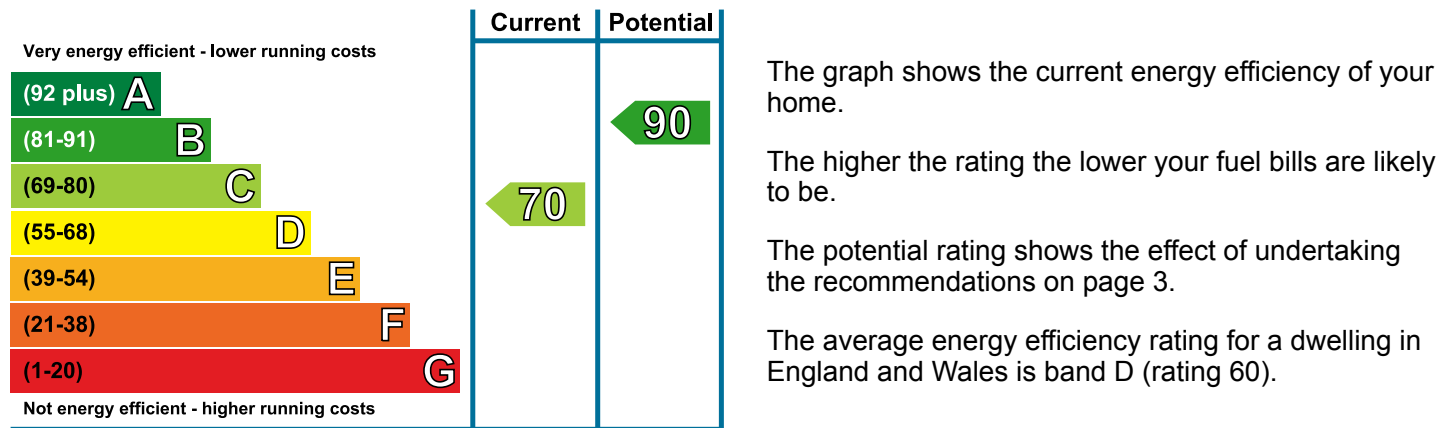 Current Potential
Very energy efficient - lower running costs
(92 plus) A
(81-91) B
(69-80) C
(55-68) D
(39-54) E
(21-38) F
(1-20) G
Not energy efficient - higher running costs
70
90
The graph shows the current energy efficiency of your
home.
The higher the rating the lower your fuel bills are likely
to be.
The potential rating shows the effect of undertaking
the recommendations on page 3.
The average energy efficiency rating for a dwelling in
England and Wales is band D (rating 60).